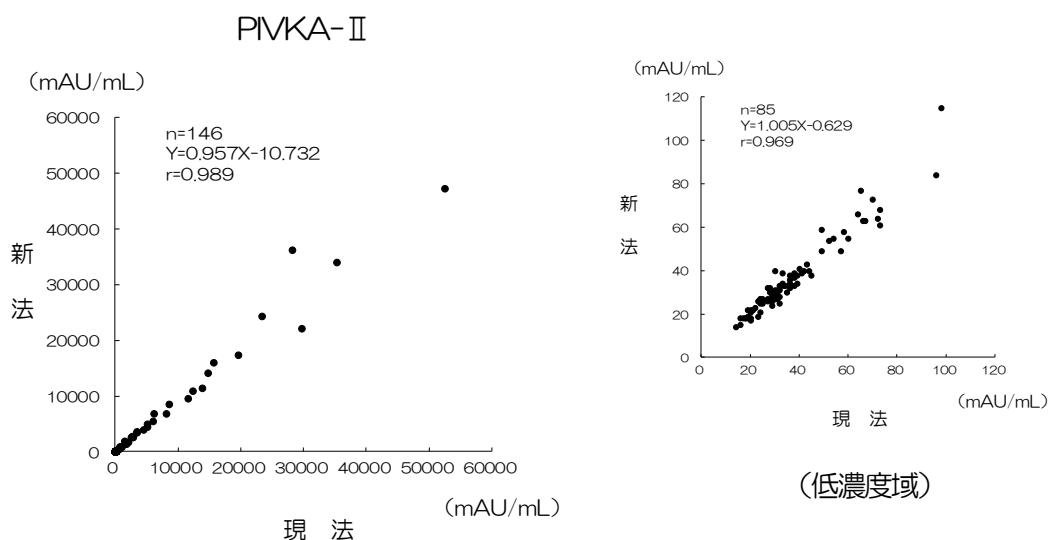 PIVKA-Ⅱ
(mAU/mL)
60000
50000
40000
30000
20000
10000
0
n=146
Y=0.957X-10.732
r=0.989
新
法
0 10000 20000 30000 40000 50000 60000
(mAU/mL)
現 法
(mAU/mL)
120
100
80
60
40
20
0
n=85
Y=1.005X-0.629
r=0.969
新
法
0 20 40 60 80 100 120
(mAU/mL)
現 法
(低濃度域)